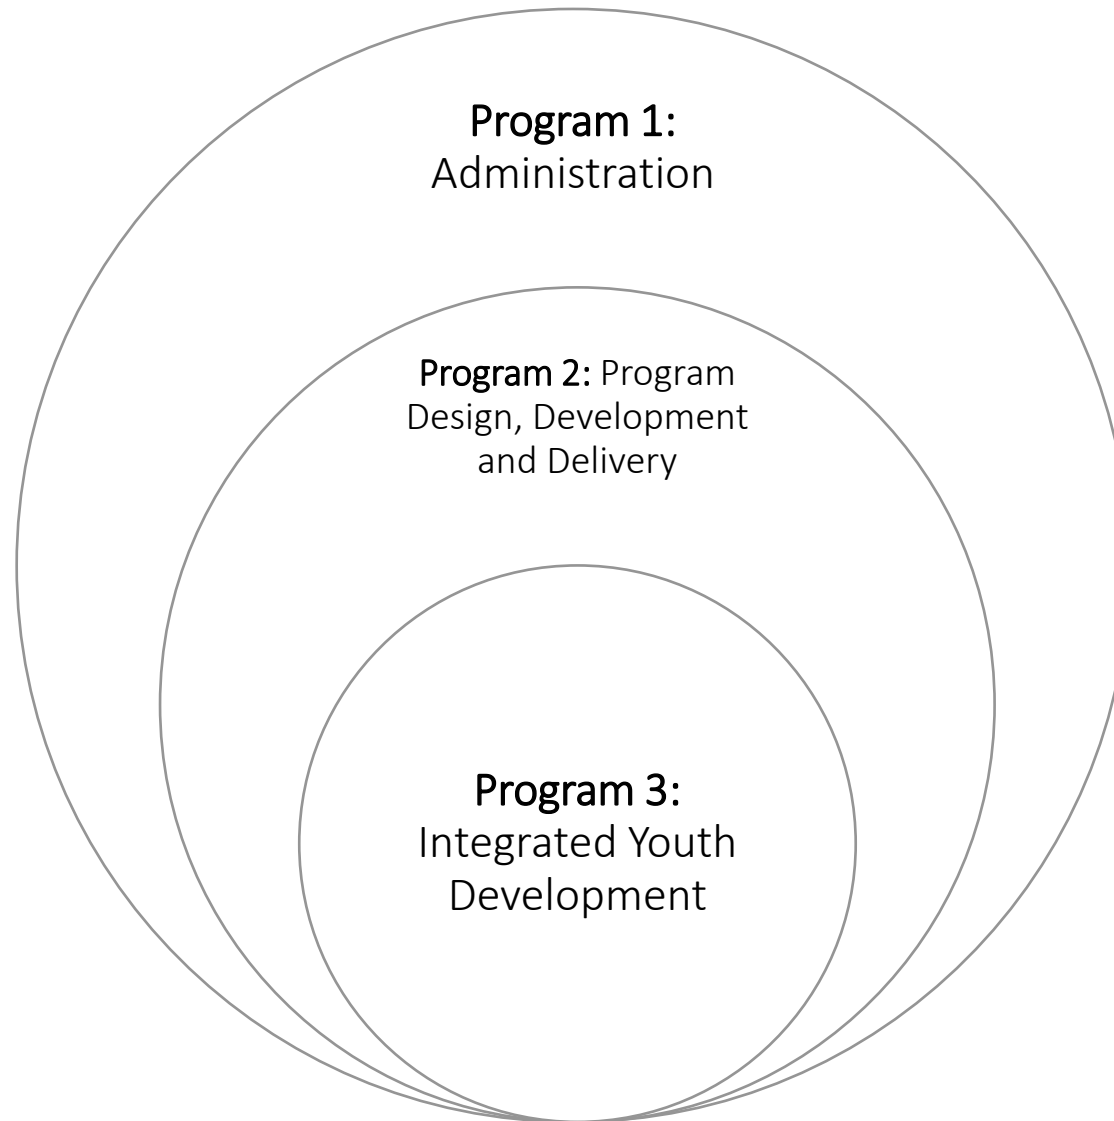 Program 1:
Administration
Program 2: Program
Design, Development
and Delivery
Program 3:
Integrated Youth
Development